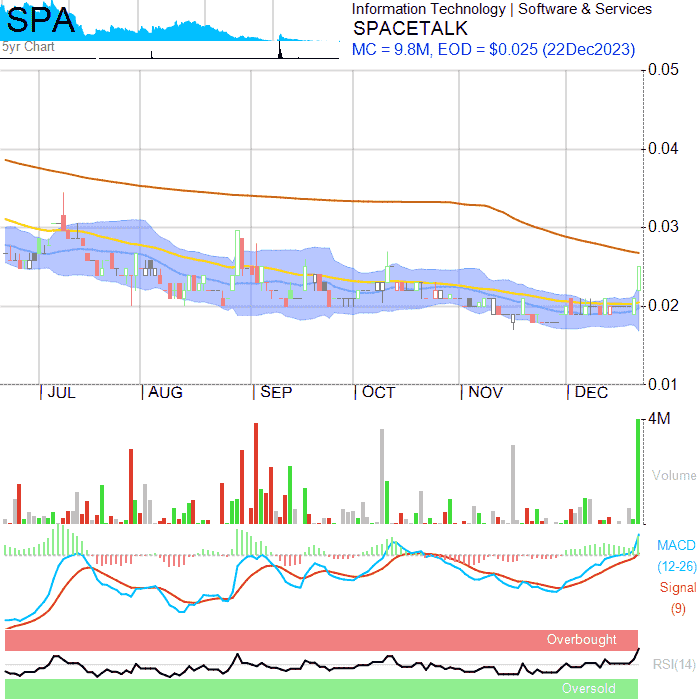 SPA
Information Technology | Software & Services
SPACETALK
5yr Chart
MC = 9.8M, EOD = $0.025 (22Dec2023)
0.05
0.04
0.03
0.02
0.01
| JUL | AUG | SEP | OCT | NOV | DEC
4M
Volume
MACD
(12-26)
Signal
(9)
Overbought
RSI(14)
Oversold